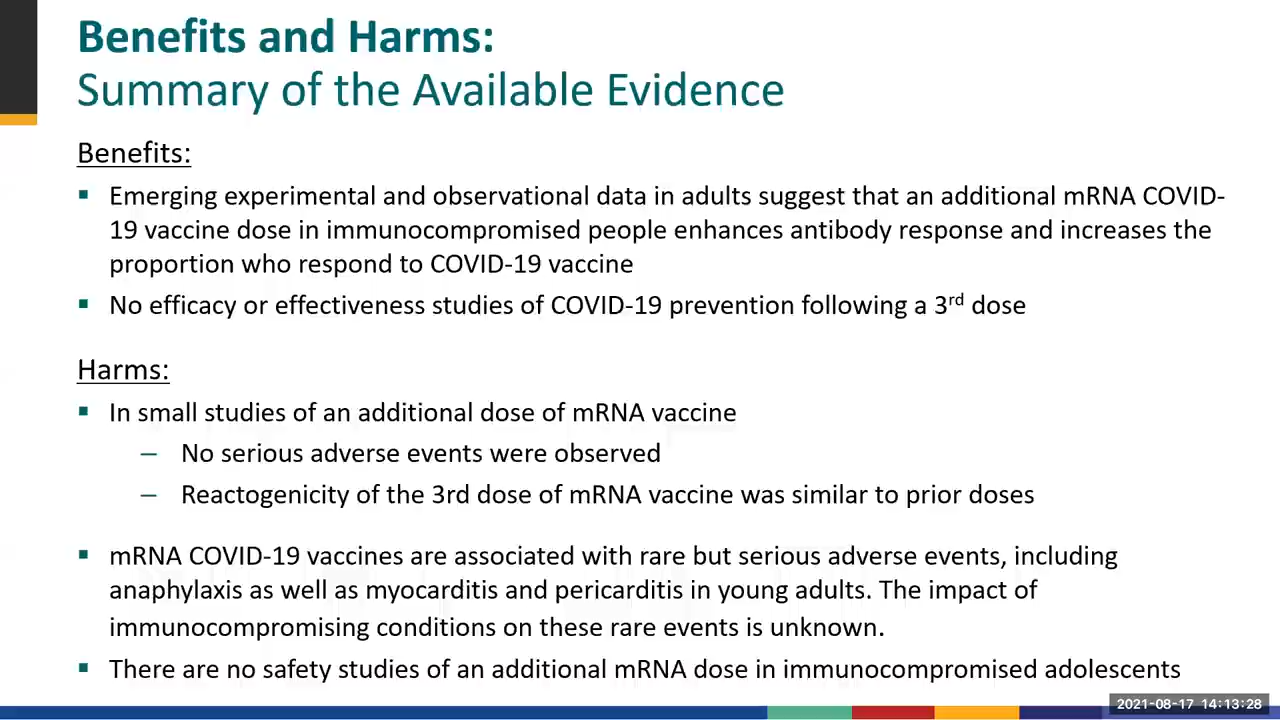 Benefits and Harms:
Summary of the Available Evidence
Benefits:
▪ Emerging experimental and observational data in adults suggest that an additional mRNA COVID-
19 vaccine dose in immunocompromised people enhances antibody response and increases the
proportion who respond to COVID-19 vaccine
▪ No efficacy or effectiveness studies of COVID-19 prevention following a 3rd dose
Harms:
▪ In small studies of an additional dose of mRNA vaccine
– No serious adverse events were observed
– Reactogenicity of the 3rd dose of mRNA vaccine was similar to prior doses
▪ mRNA COVID-19 vaccines are associated with rare but serious adverse events, including
anaphylaxis as well as myocarditis and pericarditis in young adults. The impact of
immunocompromising conditions on these rare events is unknown.
▪ There are no safety studies of an additional mRNA dose in immunocompromised adolescents
2021-08-17 14:13:28